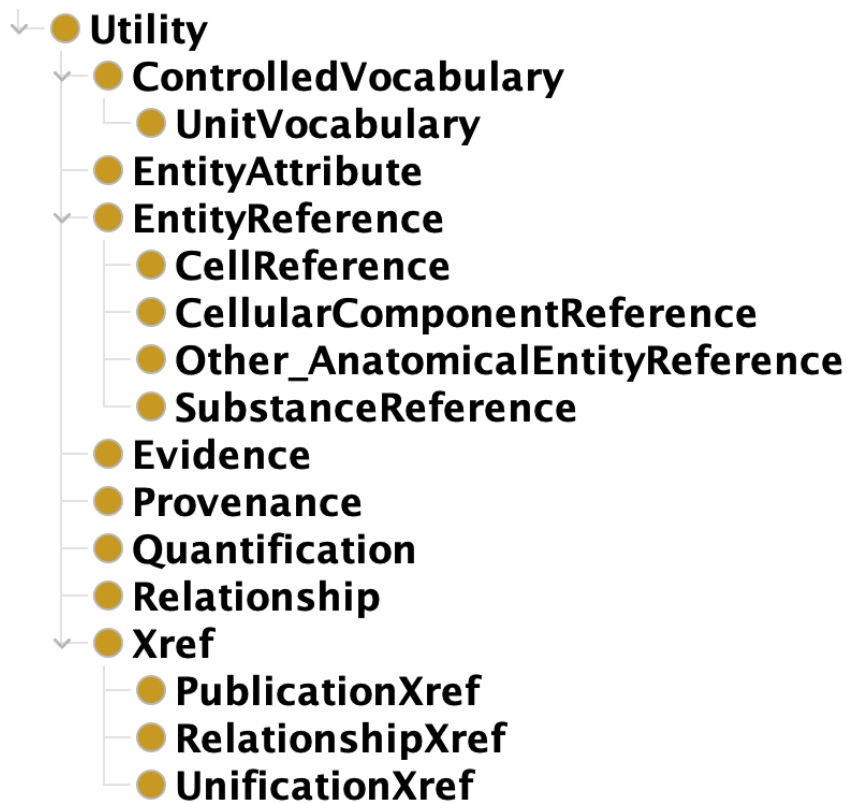 Utility
ControlledVocabulary
UnitVocabulary
EntityAttribute
EntityReference
CellReference
CellularComponentReference
Other_AnatomicalEntityReference
SubstanceReference
Evidence
Provenance
Quantification
Relationship
Xref
PublicationXref
RelationshipXref
UnificationXref